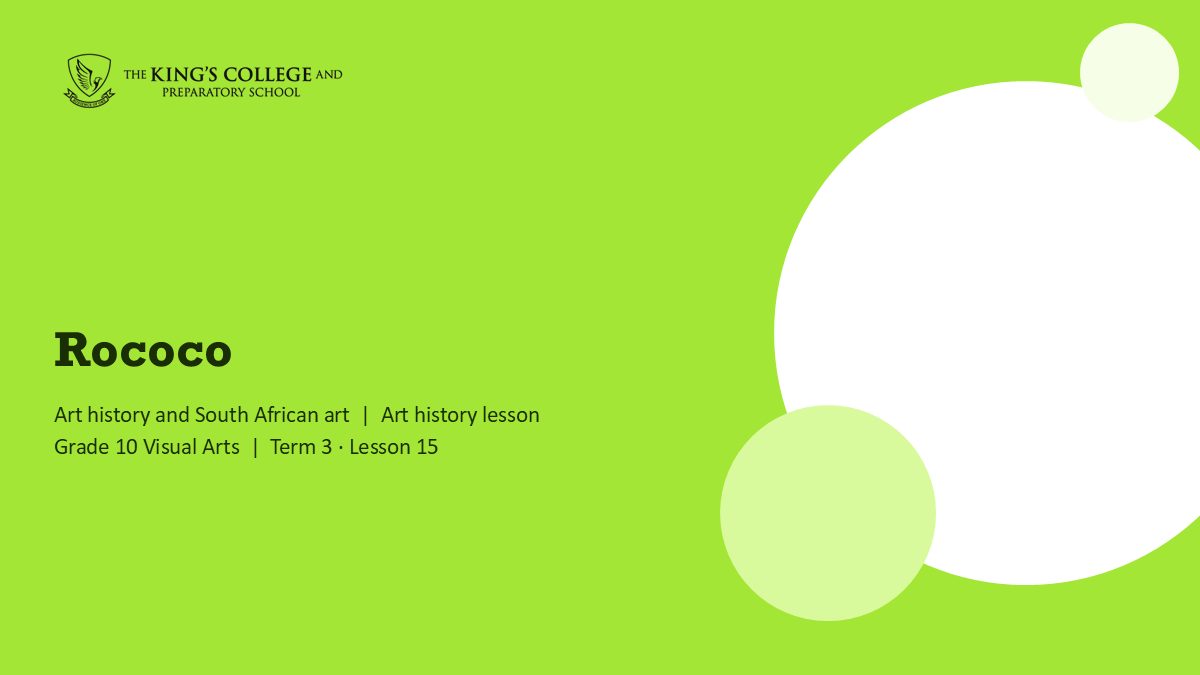 THE KING'S COLLEGE AND
PREPARATORY SCHOOL
Rococo
Art history and South African art | Art history lesson
Grade 10 Visual Arts | Term 3 · Lesson 15